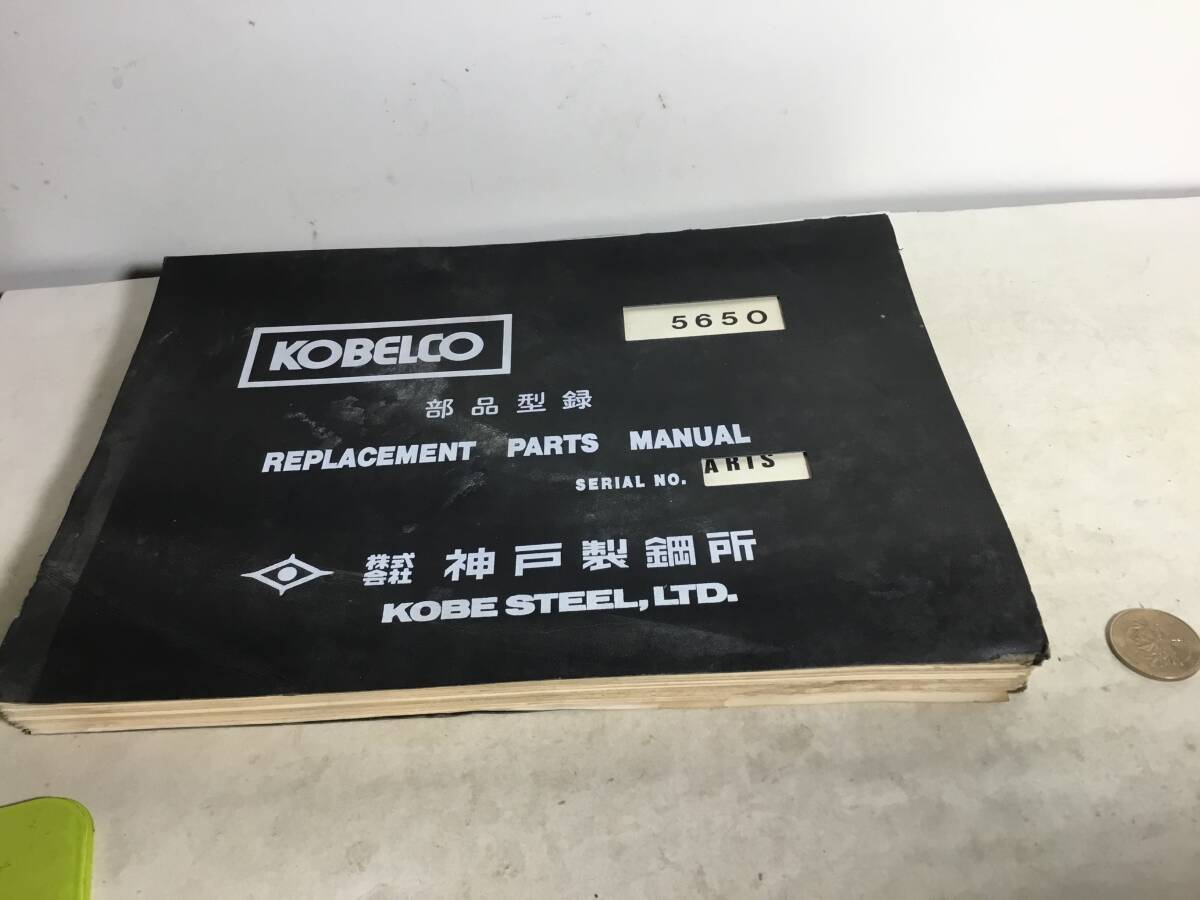 5650
KOBELCO
部品型録
REPLACEMENT PARTS MANUAL
SERIAL NO. ARTS
株式会社 神戸製鋼所
KOBE STEEL, LTD.